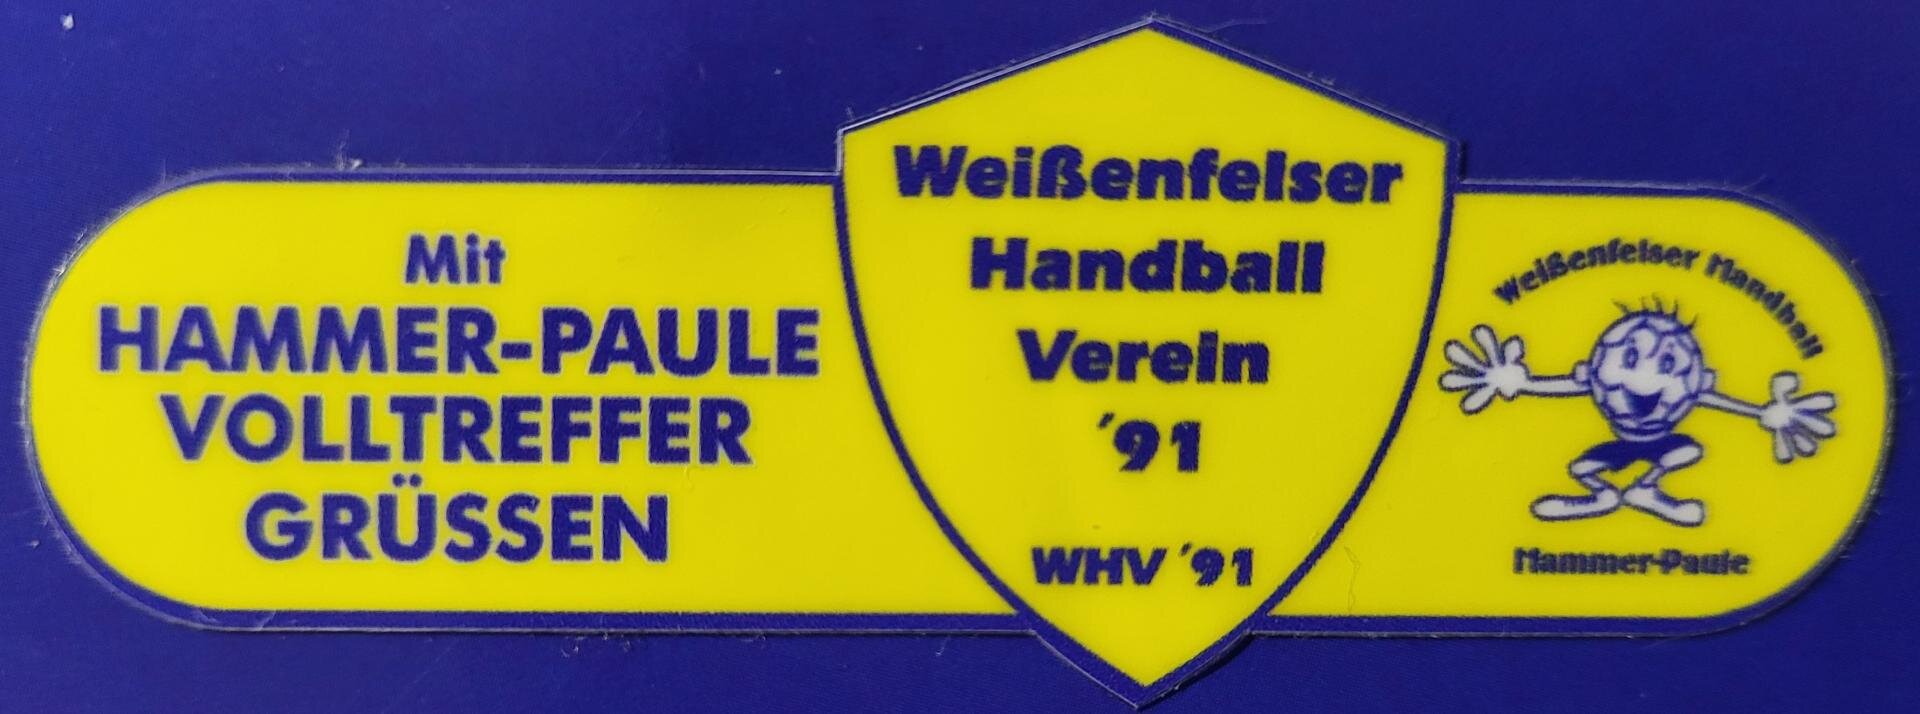 Mit
HAMMER-PAULE
VOLLTREFFER
GRÜSSEN
Weißenfelser
Handball
Verein
'91
WHV '91
Weißenfelser Handball
Hammer-Paule